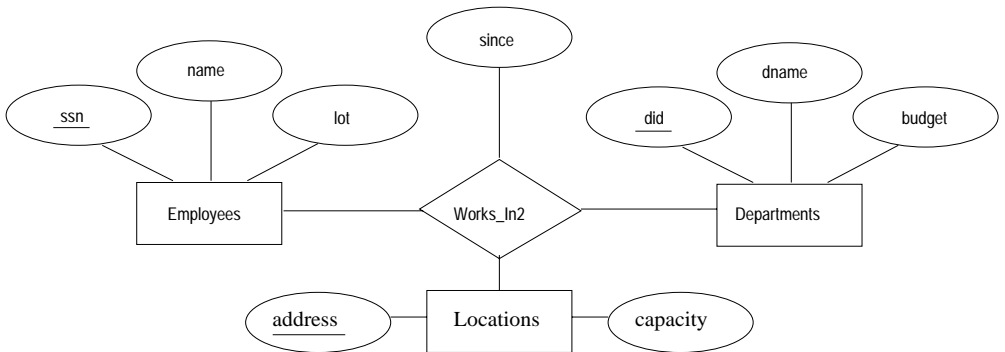 since
name
dname
ssn
lot
did
budget
Employees
Works_In2
Departments
address
Locations
capacity